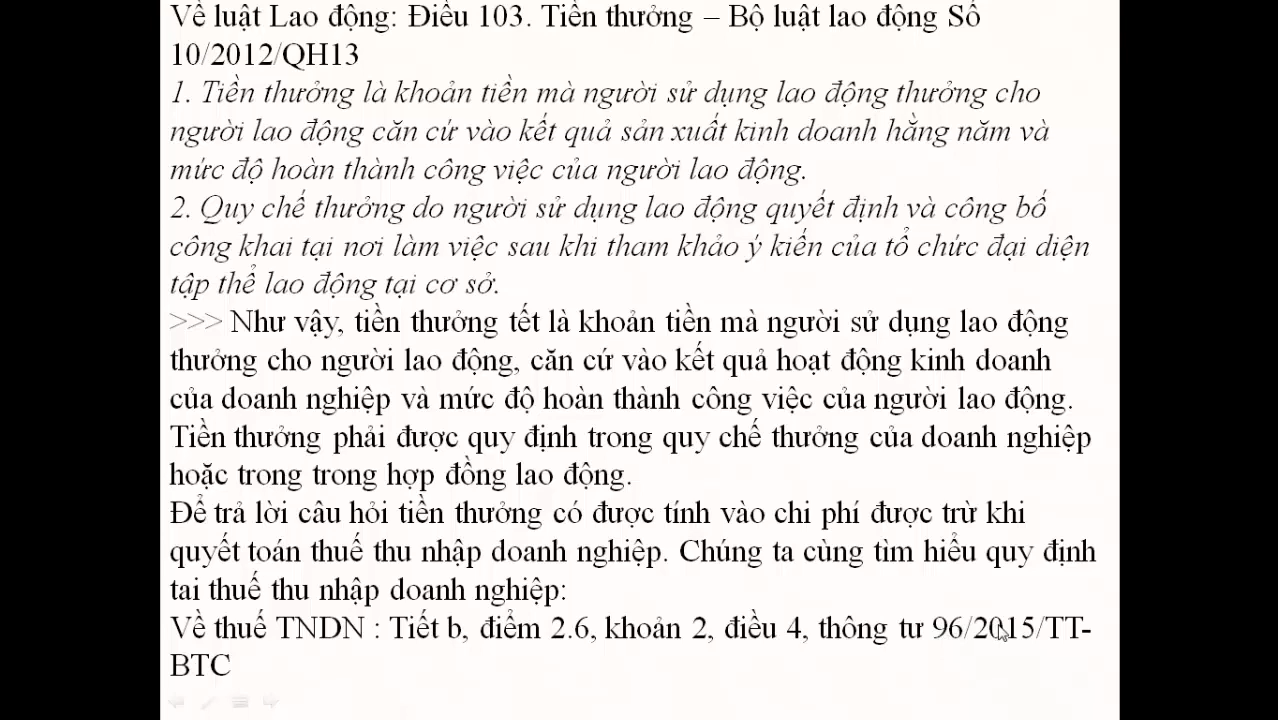 Về luật Lao động: Điều 103. Tiền thưởng – Bộ luật lao động Số
10/2012/QH13
1. Tiền thưởng là khoản tiền mà người sử dụng lao động thưởng cho
người lao động căn cứ vào kết quả sản xuất kinh doanh hằng năm và
mức độ hoàn thành công việc của người lao động.
2. Quy chế thưởng do người sử dụng lao động quyết định và công bố
công khai tại nơi làm việc sau khi tham khảo ý kiến của tổ chức đại diện
tập thể lao động tại cơ sở.
>>> Như vậy, tiền thưởng tết là khoản tiền mà người sử dụng lao động
thưởng cho người lao động, căn cứ vào kết quả hoạt động kinh doanh
của doanh nghiệp và mức độ hoàn thành công việc của người lao động.
Tiền thưởng phải được quy định trong quy chế thưởng của doanh nghiệp
hoặc trong trong hợp đồng lao động.
Để trả lời câu hỏi tiền thưởng có được tính vào chi phí được trừ khi
quyết toán thuế thu nhập doanh nghiệp. Chúng ta cùng tìm hiểu quy định
tai thuế thu nhập doanh nghiệp:
Về thuế TNDN : Tiết b, điểm 2.6, khoản 2, điều 4, thông tư 96/2015/TT-
BTC